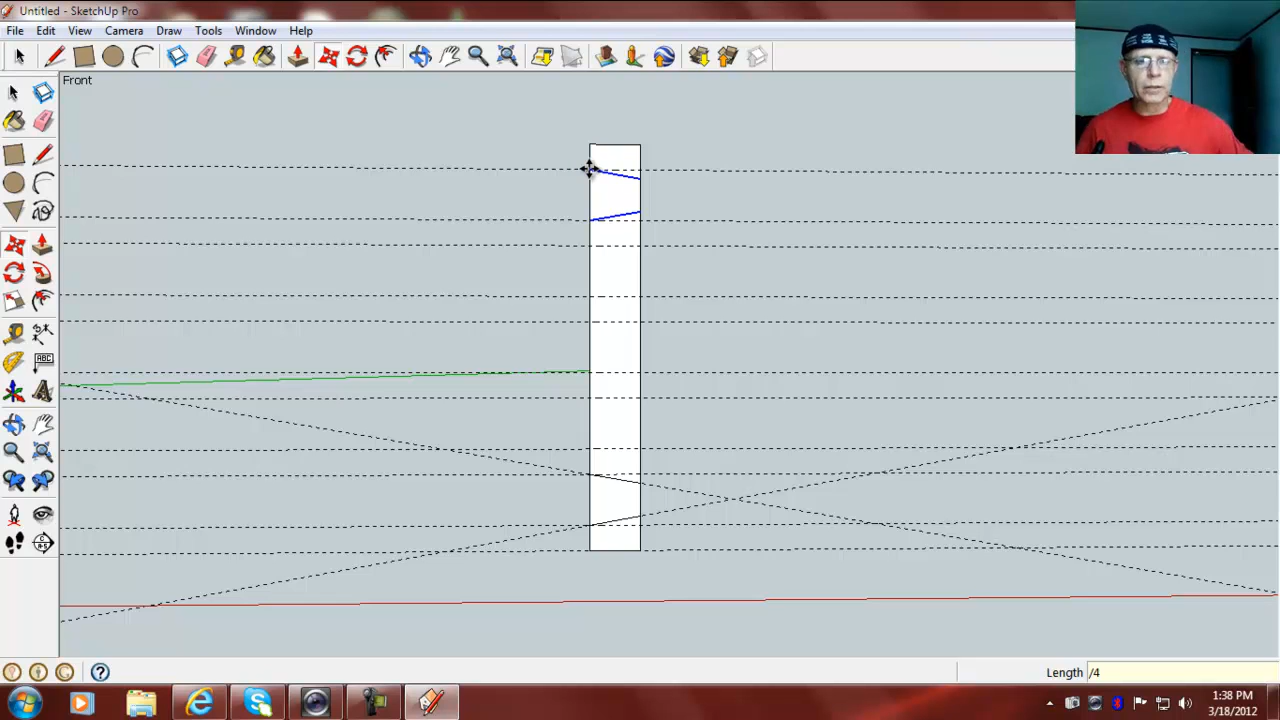 Untitled - SketchUp Pro
File Edit View Camera Draw Tools Window Help
Front
ABC
A
Length /4
1:38 PM
3/18/2012